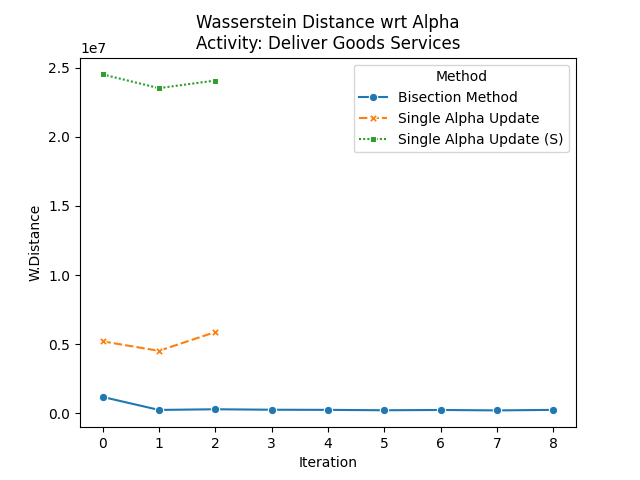 Wasserstein Distance wrt Alpha
Activity: Deliver Goods Services
1e7
2.5
2.0
1.5
1.0
0.5
0.0
W.Distance
Method
Bisection Method
Single Alpha Update
Single Alpha Update (S)
0 1 2 3 4 5 6 7 8
Iteration